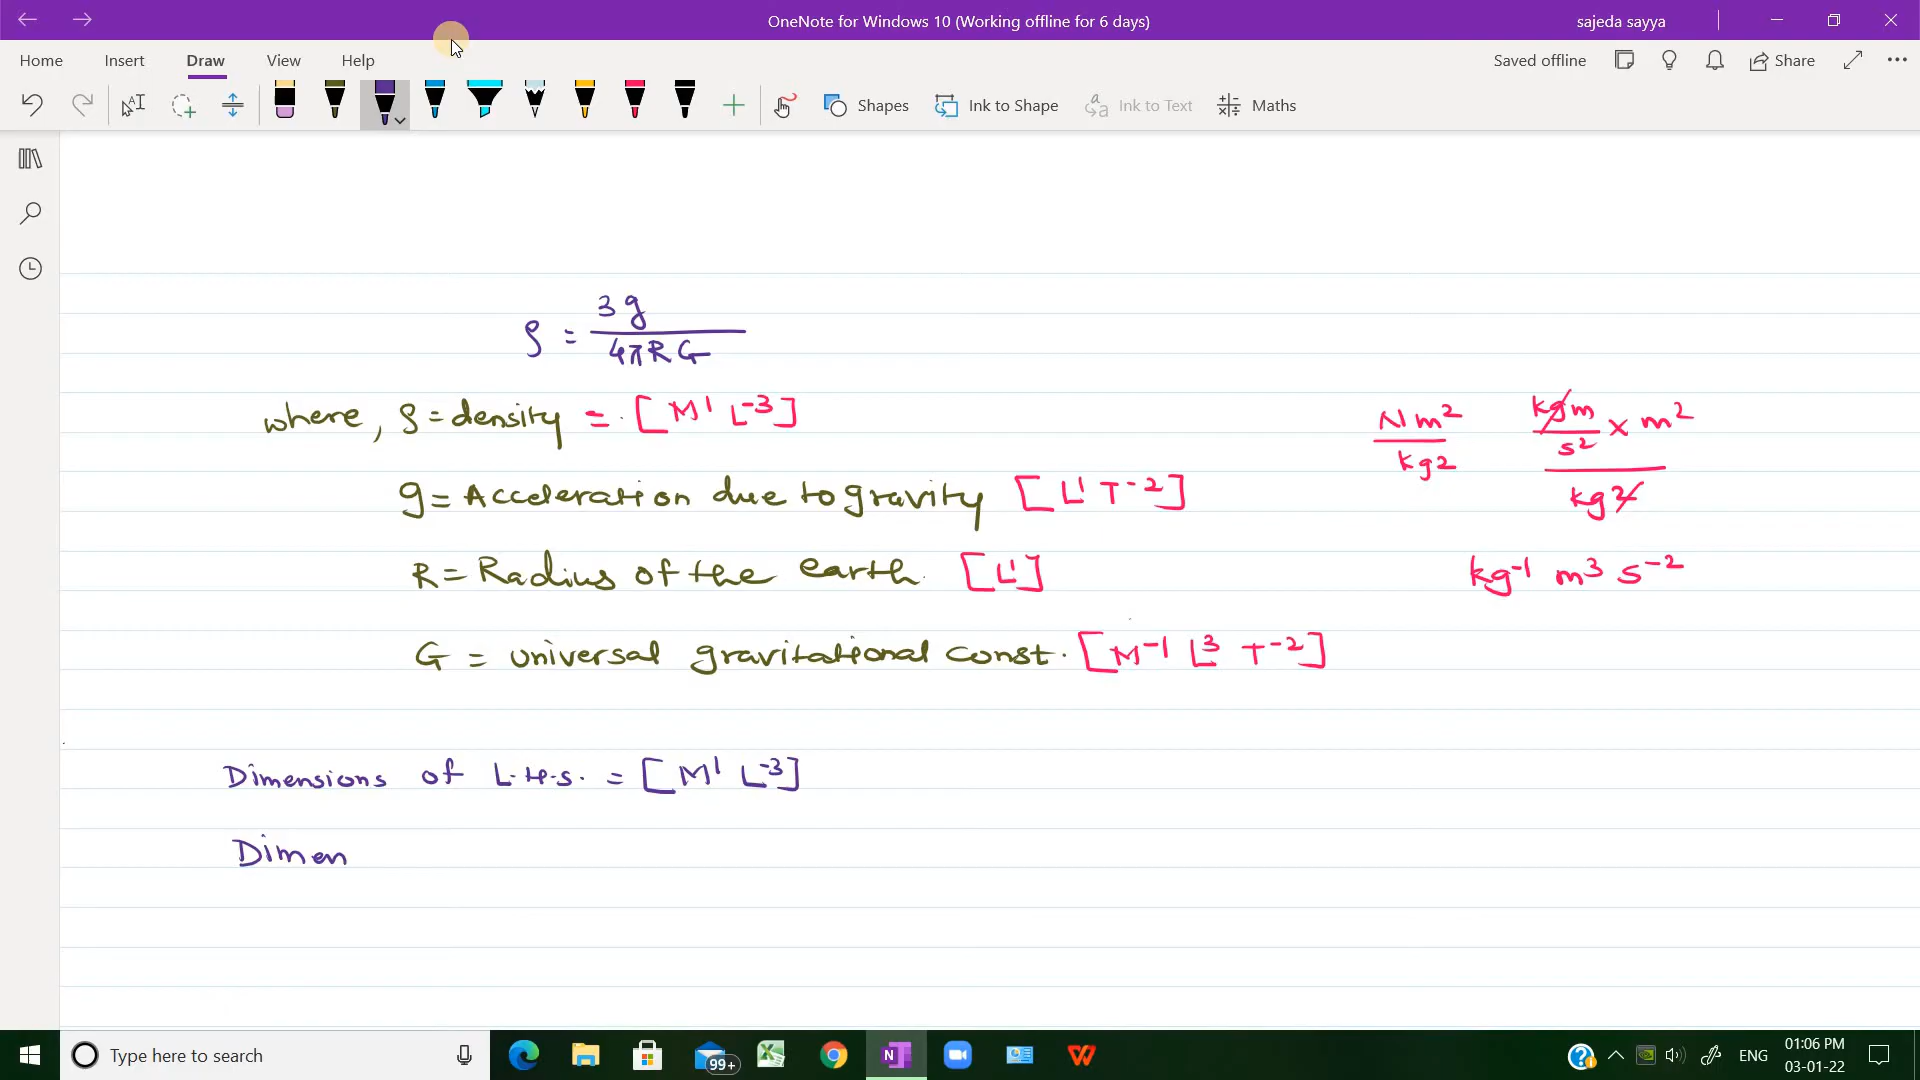 OneNote for Windows 10 (Working offline for 6 days)
sajeda sayya
Home Insert Draw View Help
Saved offline Share
Shapes Ink to Shape Ink to Text Maths
ρ = 3g / 4πRG
where, ρ = density = [M¹ L⁻³]
Nm² / kg²
kgm / s² × m² / kg²
g = Acceleration due to gravity [L¹ T⁻²]
R = Radius of the earth. [L¹]
kg⁻¹ m³ s⁻²
G = universal gravitational const. [M⁻¹ L³ T⁻²]
Dimensions of L.H.S. = [M¹ L⁻³]
Dimen
Type here to search
99+
ENG
01:06 PM
03-01-22